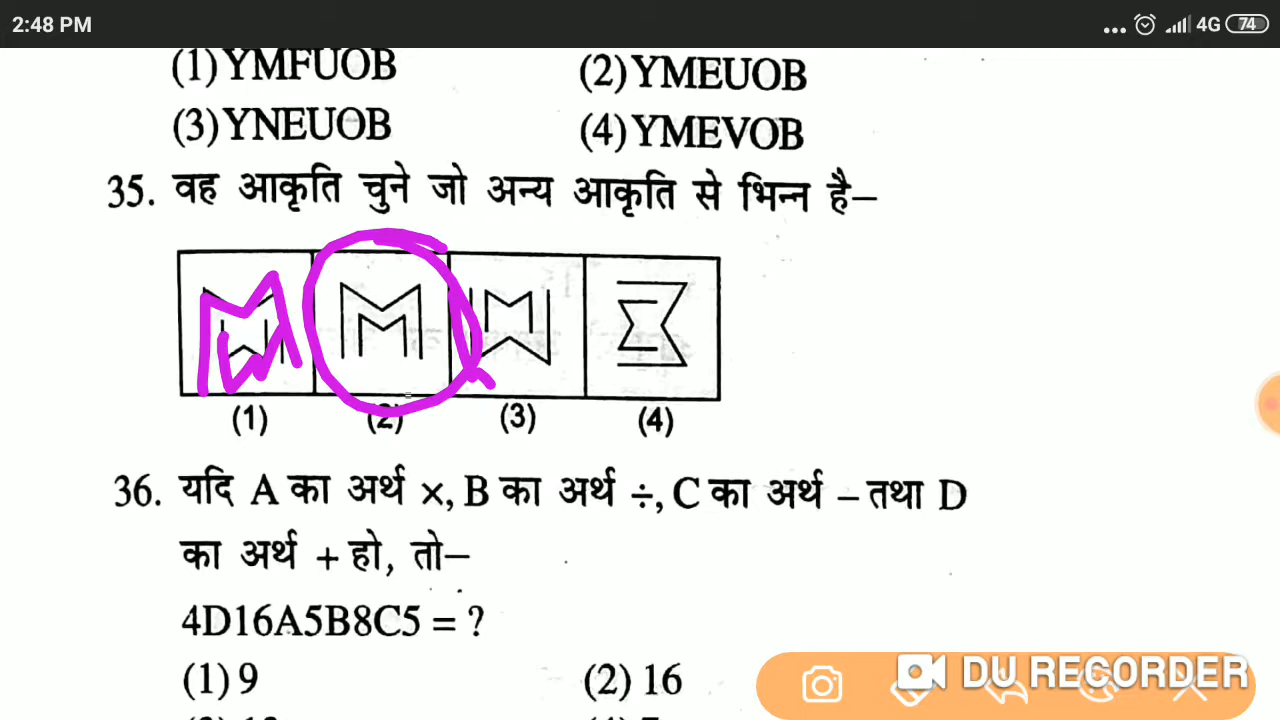 2:48 PM ... 4G 74
(1) YMFUOB (2) YMEUOB
(3) YNEUOB (4) YMEVOB
35. वह आकृति चुने जो अन्य आकृति से भिन्न है–
(1) (2) (3) (4)
36. यदि A का अर्थ ×, B का अर्थ ÷, C का अर्थ – तथा D
का अर्थ + हो, तो–
4D16A5B8C5 = ?
(1) 9 (2) 16
DU RECORDER